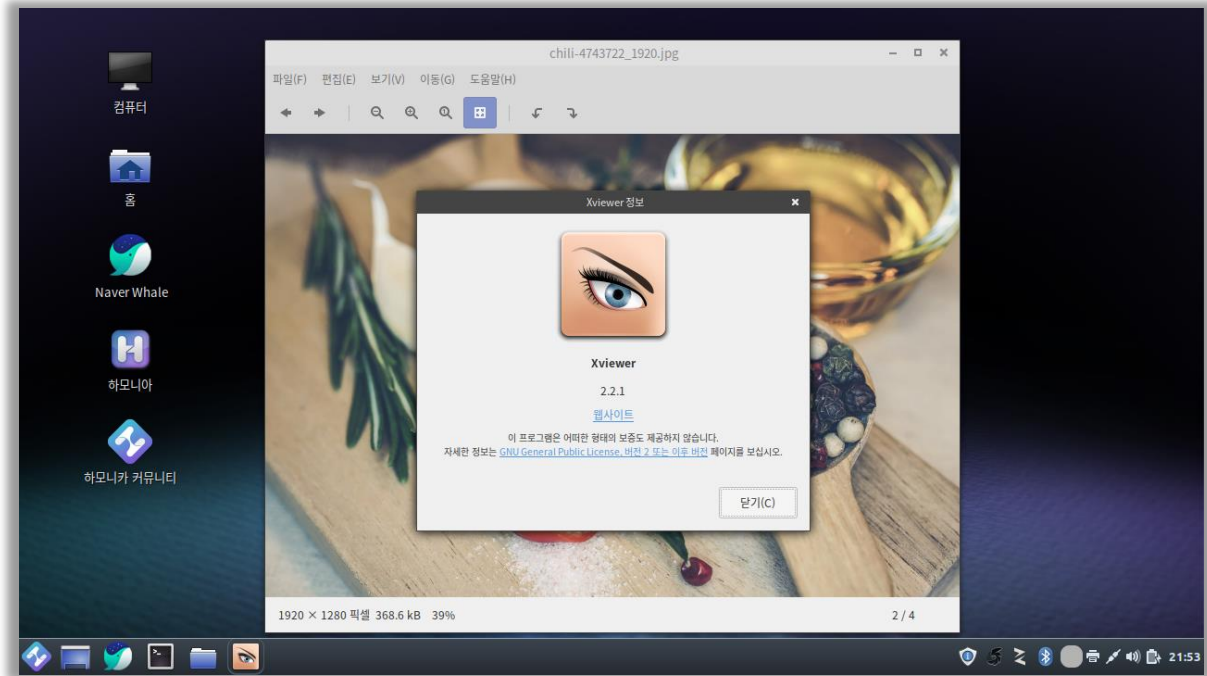 컴퓨터
홈
Naver Whale
하모니아
하모니카 커뮤니티
chili-4743722_1920.jpg
파일(F) 편집(E) 보기(V) 이동(G) 도움말(H)
Xviewer 정보
Xviewer
2.2.1
웹사이트
이 프로그램은 어떠한 형태의 보증도 제공하지 않습니다.
자세한 정보는 GNU General Public License, 버전 2 또는 이후 버전 페이지를 보십시오.
닫기(C)
1920 × 1280 픽셀 368.6 kB 39% 2 / 4
21:53